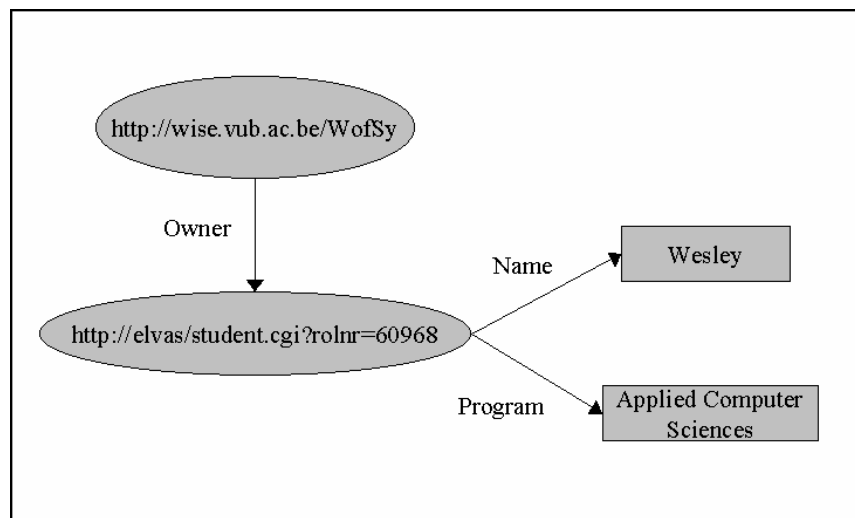 http://wise.vub.ac.be/WofSy
Owner
Name
Wesley
http://elvas/student.cgi?rolnr=60968
Program
Applied Computer
Sciences